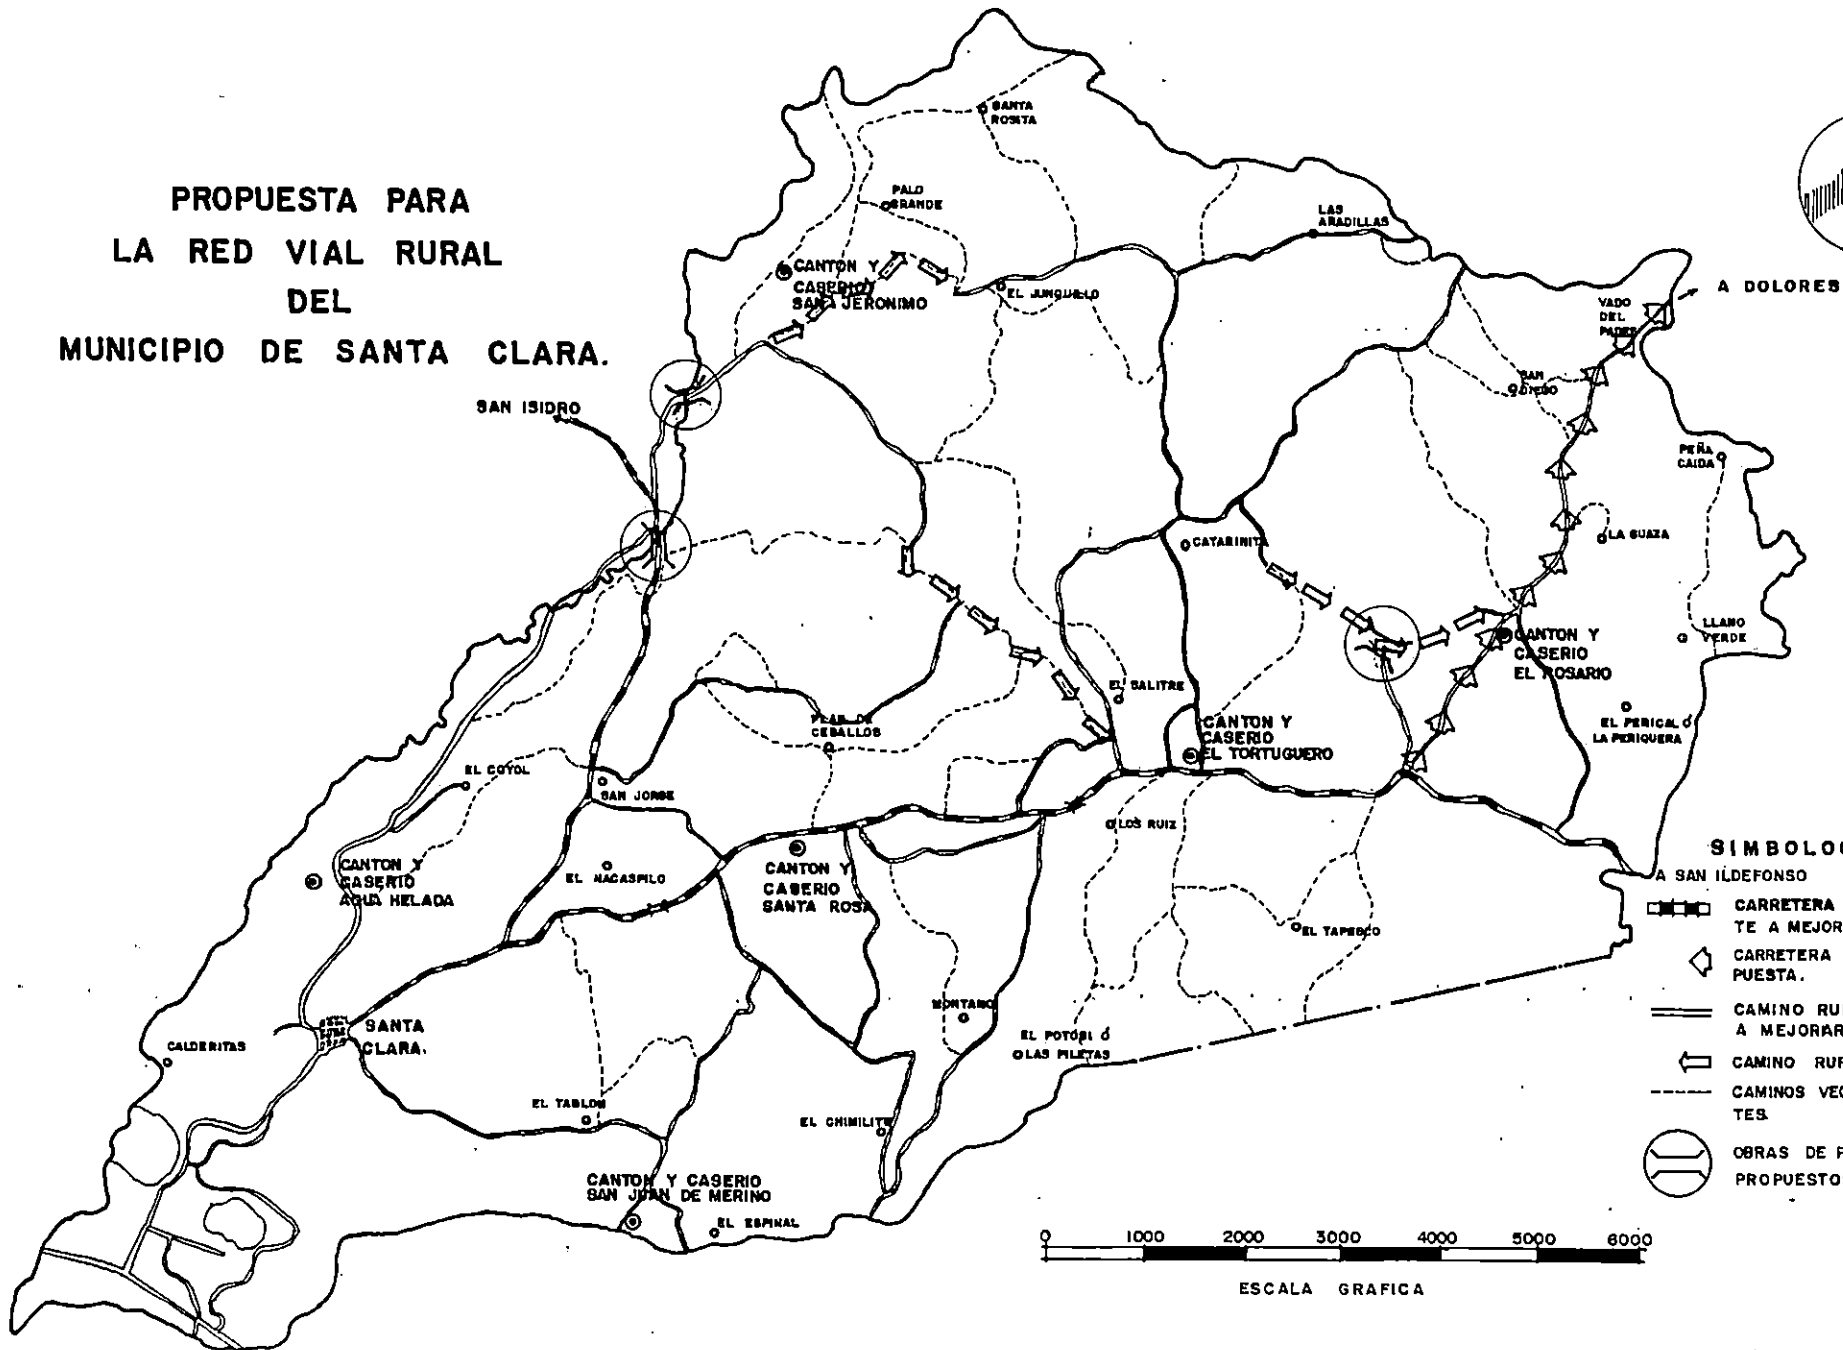 PROPUESTA PARA
LA RED VIAL RURAL
DEL
MUNICIPIO DE SANTA CLARA.
SANTA
ROSITA
PALO
GRANDE
LAS
ARADILLAS
CANTON Y
CASERIO
SAN JERONIMO
EL JUNQUILLO
A DOLORES
VADO
DEL
PADRE
SAN
DIEGO
SAN ISIDRO
PEÑA
CAIDA
CATARINITA
LA GUAZA
LLANO
VERDE
CANTON Y
CASERIO
EL ROSARIO
EL SALITRE
EL PERICAL
LA PERIQUERA
PLAN DE
CEBALLOS
CANTON Y
CASERIO
EL TORTUGUERO
EL COYOL
SAN JORGE
LOS RUIZ
CANTON Y
CASERIO
AGUA HELADA
EL NACASPILO
CANTON Y
CASERIO
SANTA ROSA
EL TAPESCO
A SAN ILDEFONSO
MONTAÑO
SANTA
CLARA.
CALDERITAS
EL POTOSI
LAS PILETAS
EL TABLON
EL CHIMILITE
CANTON Y CASERIO
SAN JUAN DE MERINO
EL ESPINAL
SIMBOLO
CARRETERA
TE A MEJOR
CARRETERA
PUESTA.
CAMINO RU
A MEJORAR
CAMINO RUR
CAMINOS VEC
TES
OBRAS DE P
PROPUESTO
0 1000 2000 3000 4000 5000 6000
ESCALA GRAFICA